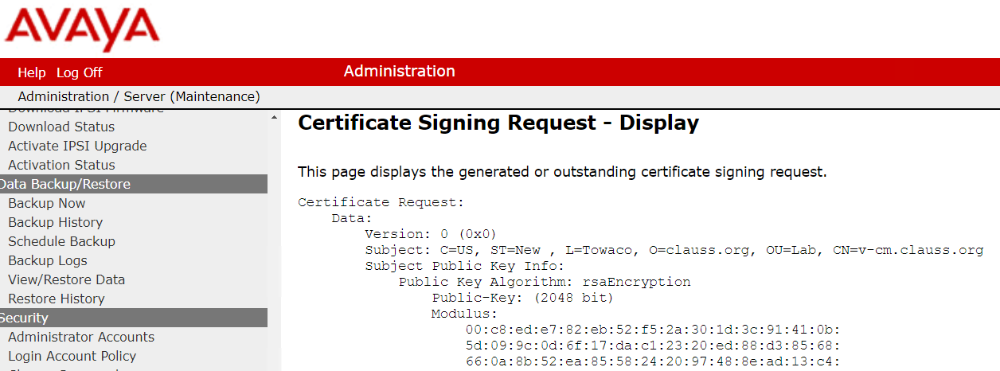 AVAYA
Help Log Off
Administration
Administration / Server (Maintenance)
Download IPSI Firmware
Download Status
Activate IPSI Upgrade
Activation Status
Data Backup/Restore
Backup Now
Backup History
Schedule Backup
Backup Logs
View/Restore Data
Restore History
Security
Administrator Accounts
Login Account Policy
Certificate Signing Request - Display
This page displays the generated or outstanding certificate signing request.
Certificate Request:
Data:
Version: 0 (0x0)
Subject: C=US, ST=New , L=Towaco, O=clauss.org, OU=Lab, CN=v-cm.clauss.org
Subject Public Key Info:
Public Key Algorithm: rsaEncryption
Public-Key: (2048 bit)
Modulus:
00:c8:ed:e7:82:eb:52:f5:2a:30:1d:3c:91:41:0b:
5d:09:9c:0d:6f:17:da:c1:23:20:ed:88:d3:85:68:
66:0a:8b:52:ea:85:58:24:20:97:48:8e:ad:13:c4: